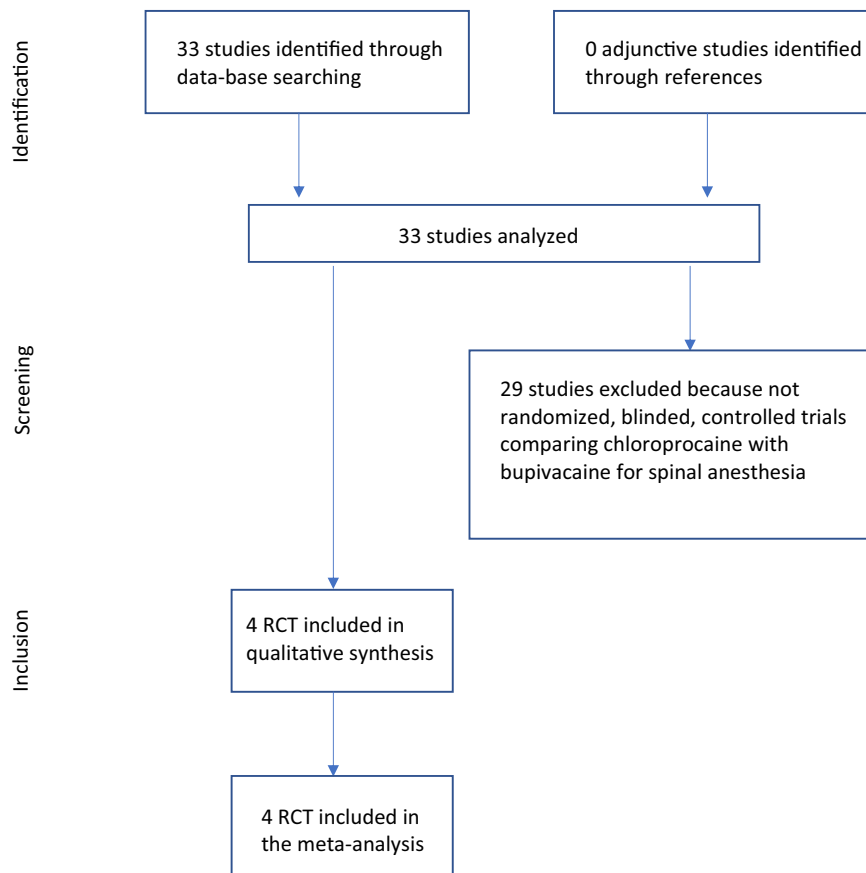 Identification
33 studies identified through
data-base searching
0 adjunctive studies identified
through references
33 studies analyzed
Screening
29 studies excluded because not
randomized, blinded, controlled trials
comparing chloroprocaine with
bupivacaine for spinal anesthesia
Inclusion
4 RCT included in
qualitative synthesis
4 RCT included in
the meta-analysis